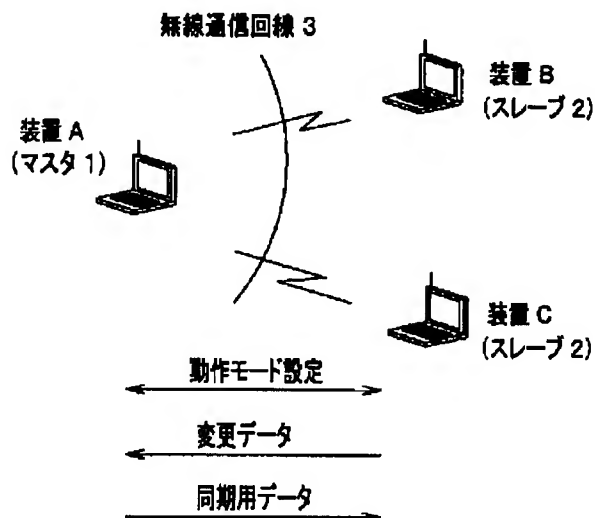 無線通信回線 3
装置 B
(スレーブ 2)
装置 A
(マスタ 1)
装置 C
(スレーブ 2)
動作モード設定
変更データ
同期用データ